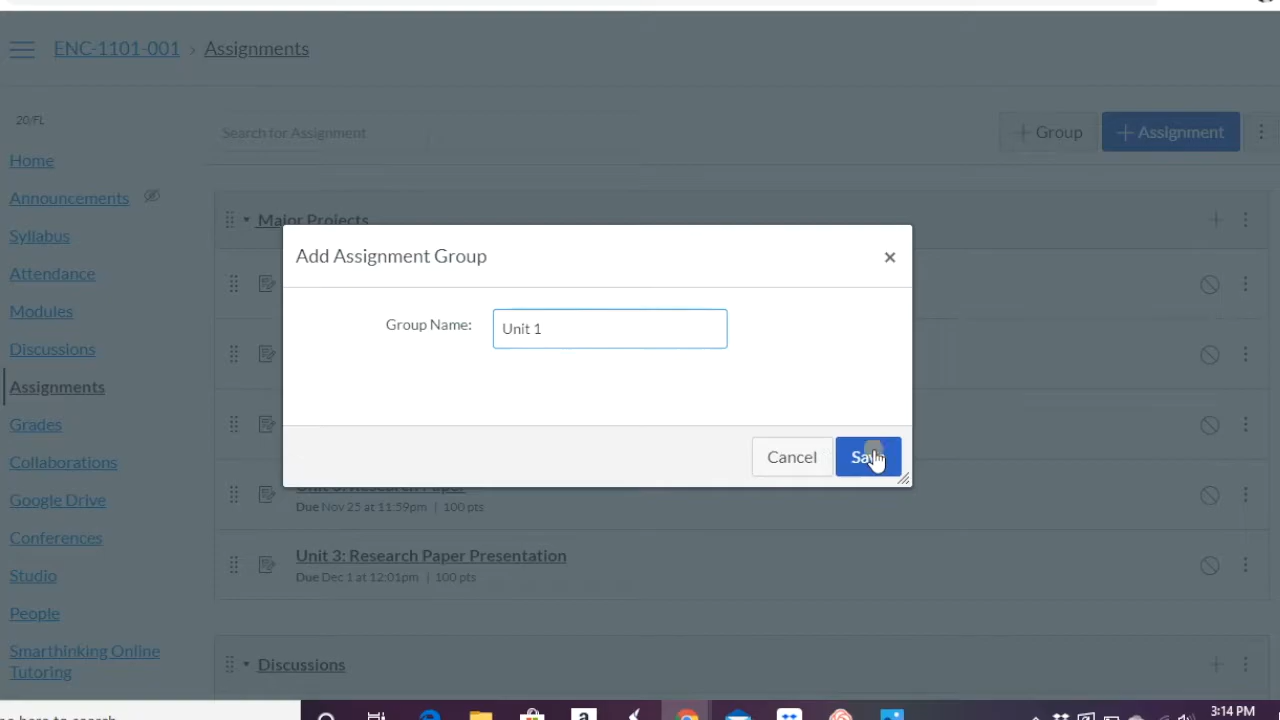 ENC-1101-001 › Assignments
20/FL
Search for Assignment
+ Group
+ Assignment
Home
Announcements
Syllabus
Attendance
Modules
Discussions
Assignments
Grades
Collaborations
Google Drive
Conferences
Studio
People
Smarthinking Online
Tutoring
Major Projects
Add Assignment Group
×
Group Name:
Unit 1
Cancel
Due Nov 25 at 11:59pm | 100 pts
Unit 3: Research Paper Presentation
Due Dec 1 at 12:01pm | 100 pts
Discussions
here to search
a
3:14 PM